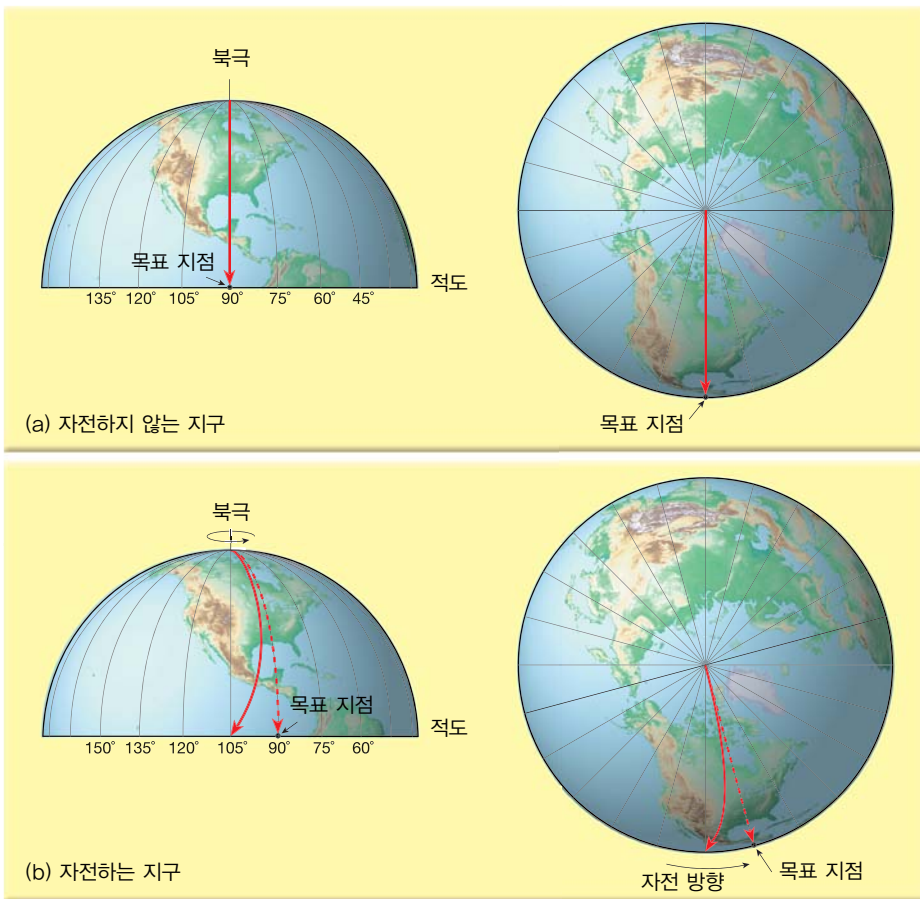 북극
목표 지점
적도
135° 120° 105° 90° 75° 60° 45°
목표 지점
(a) 자전하지 않는 지구
북극
목표 지점
적도
150° 135° 120° 105° 90° 75° 60°
자전 방향
목표 지점
(b) 자전하는 지구